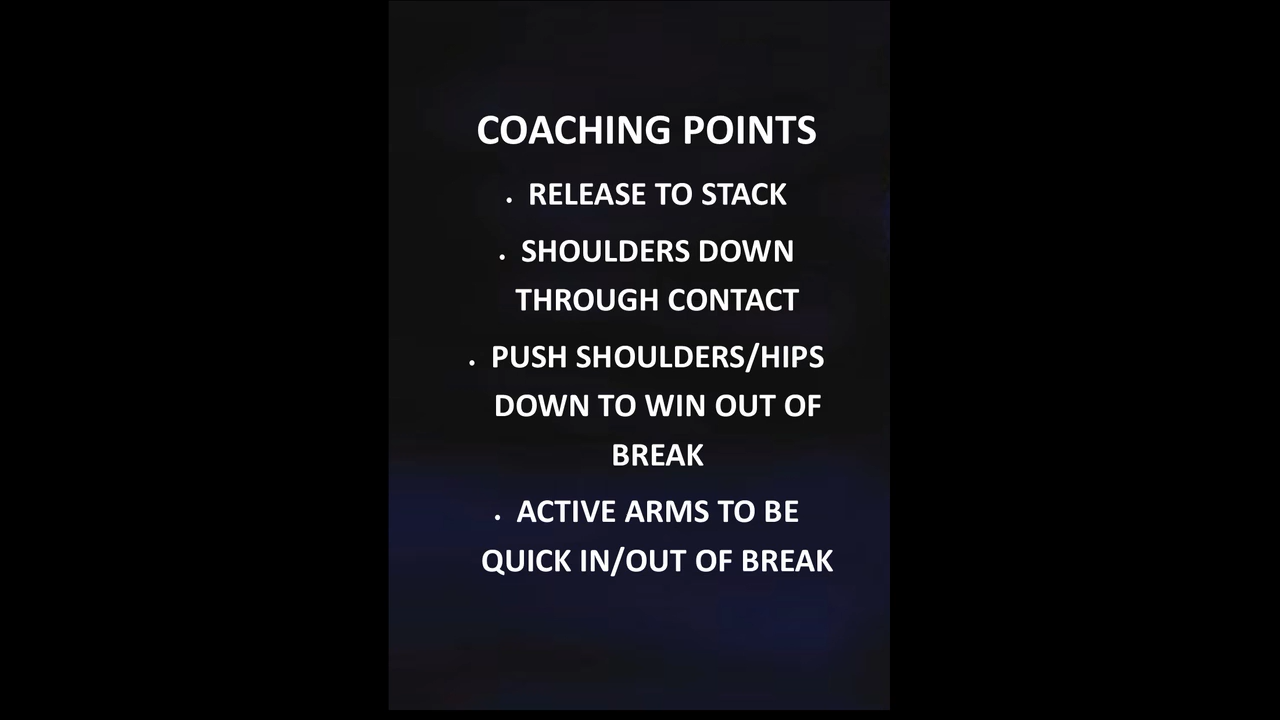 COACHING POINTS
• RELEASE TO STACK
• SHOULDERS DOWN
THROUGH CONTACT
• PUSH SHOULDERS/HIPS
DOWN TO WIN OUT OF
BREAK
• ACTIVE ARMS TO BE
QUICK IN/OUT OF BREAK